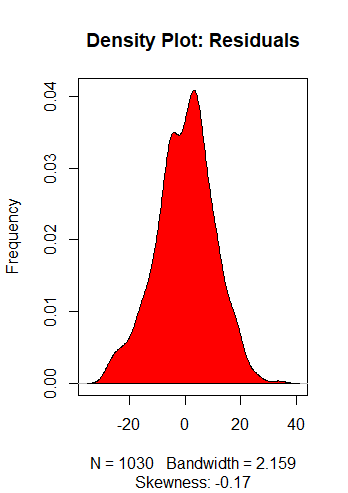 Density Plot: Residuals
Frequency
0.04
0.03
0.02
0.01
0.00
-20 0 20 40
N = 1030 Bandwidth = 2.159
Skewness: -0.17